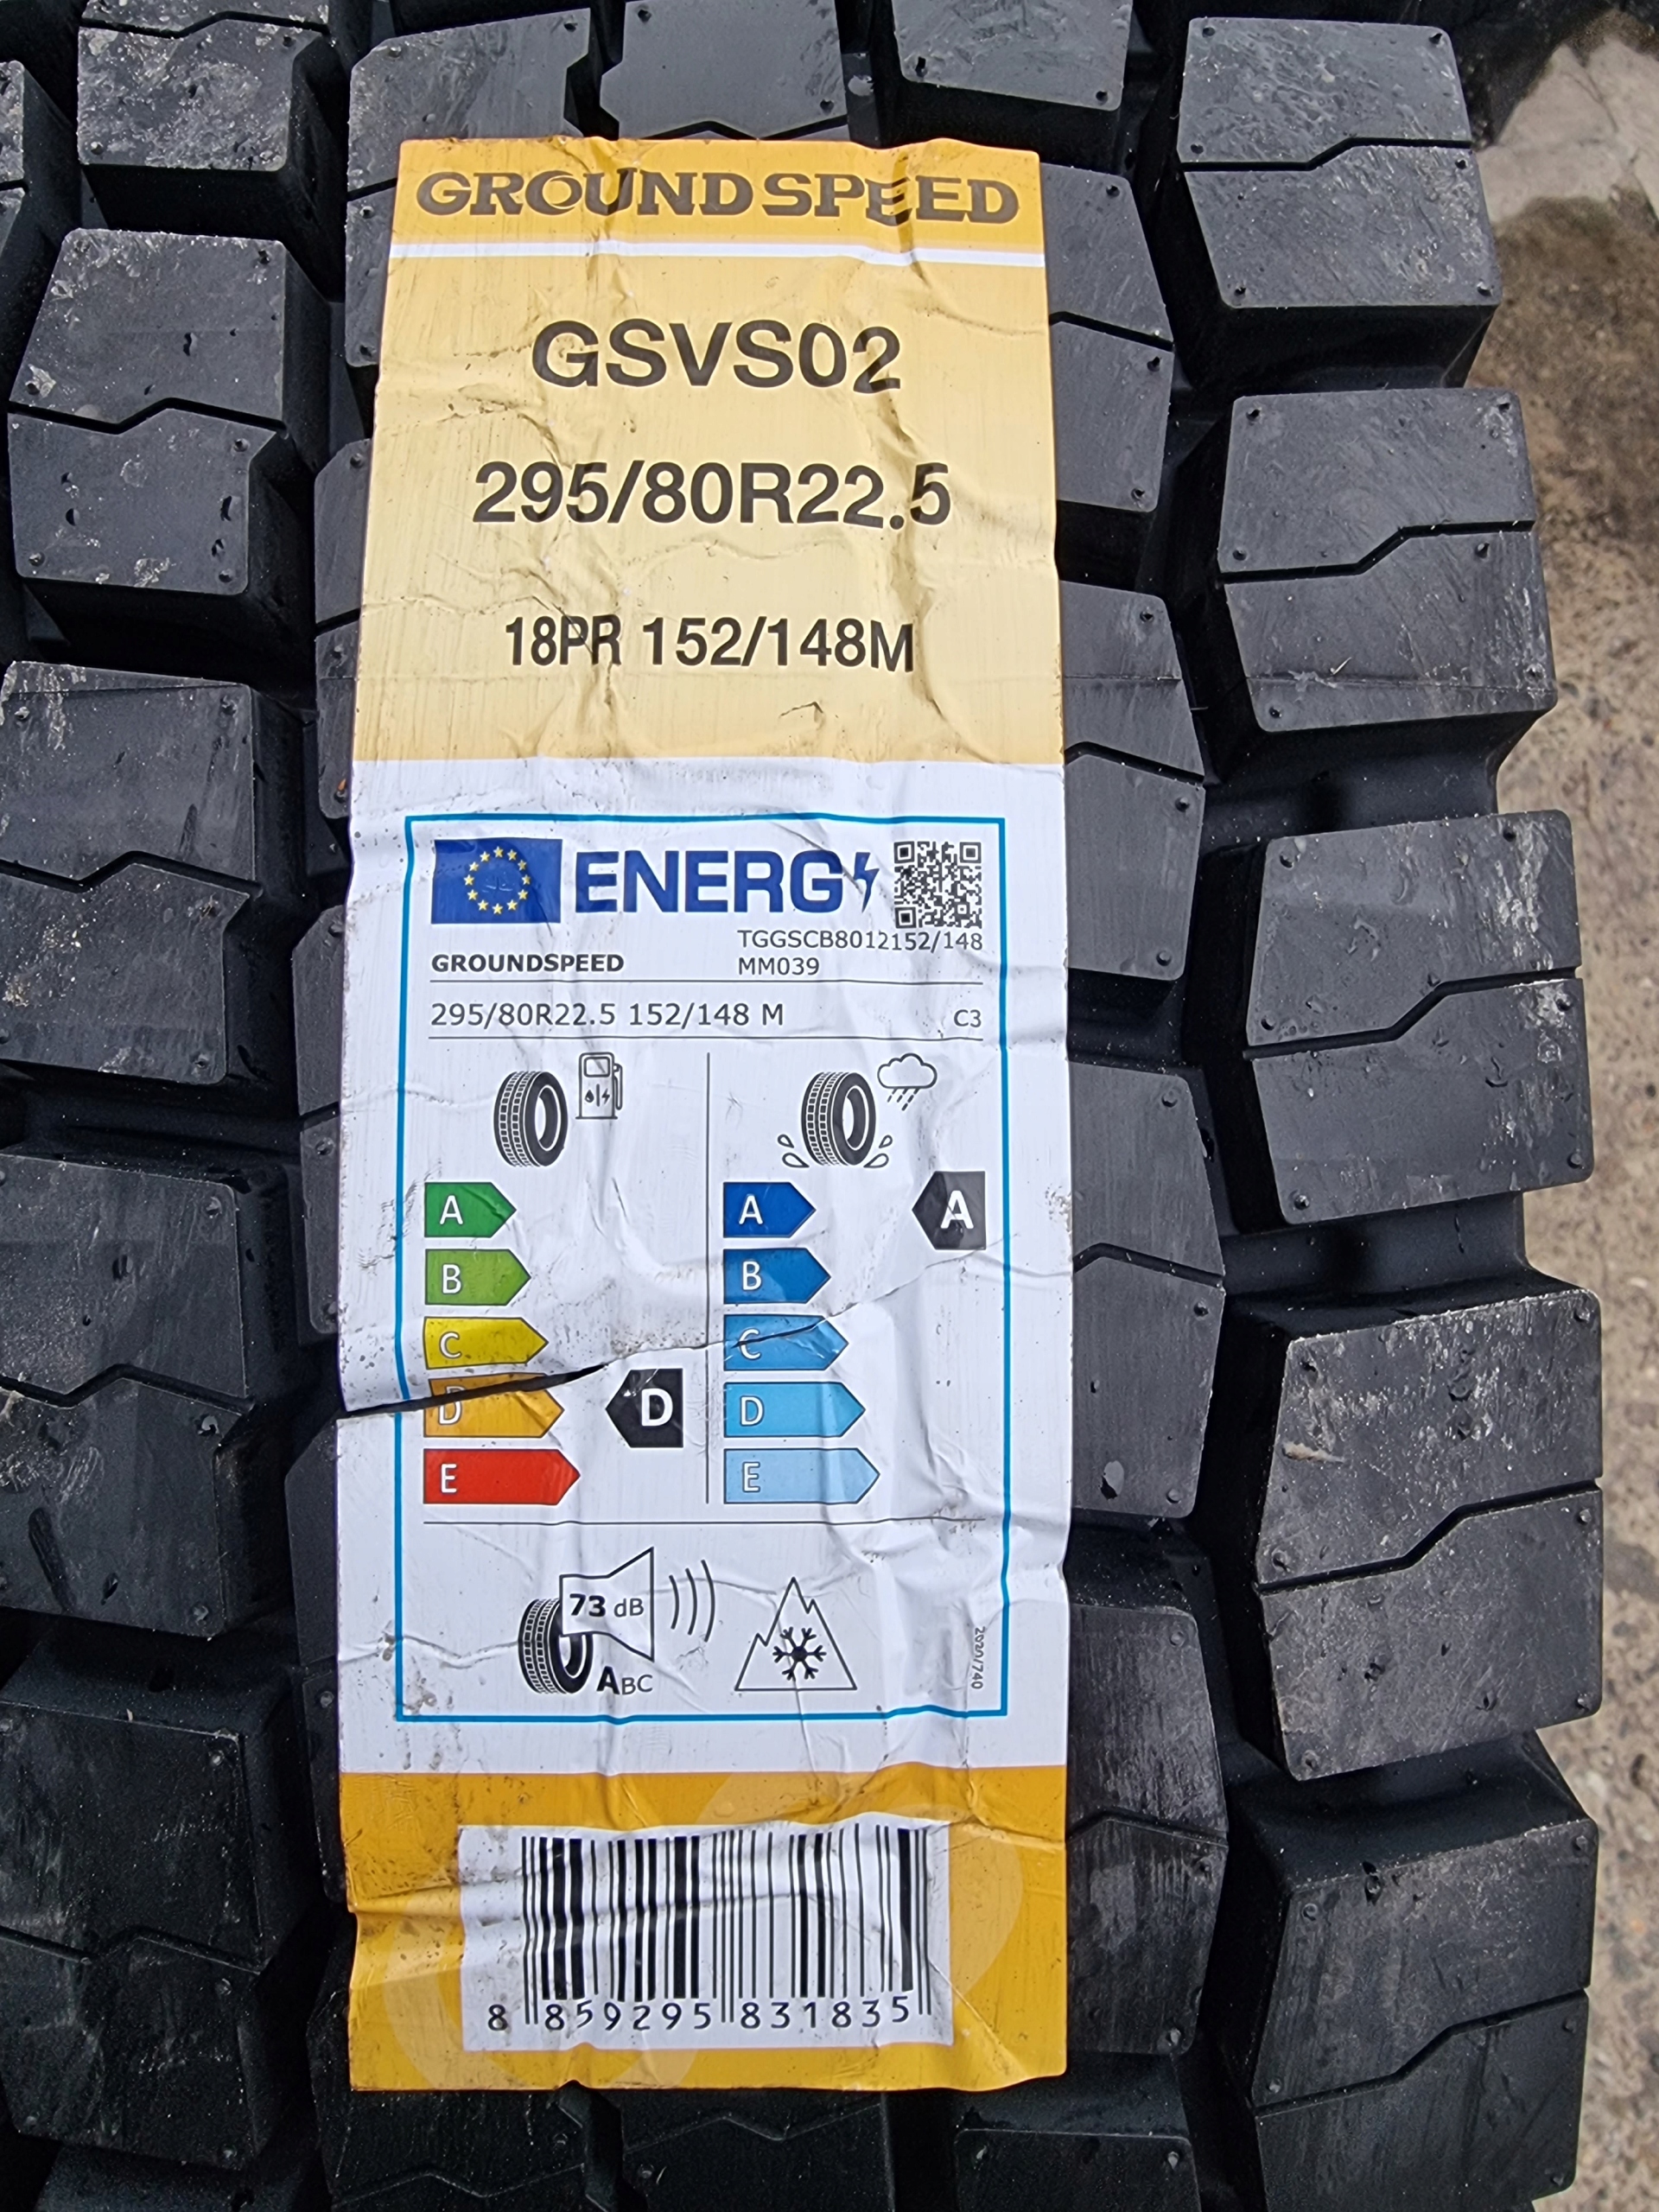 GROUNDSPEED
GSVS02
295/80R22.5
18PR 152/148M
ENERG
GROUNDSPEED
TGGSCB8012152/148
MM039
295/80R22.5 152/148 M C3
A A A
B B
C C
D D D
E E
73 dB
ABC
2020/740
8 859295 831835